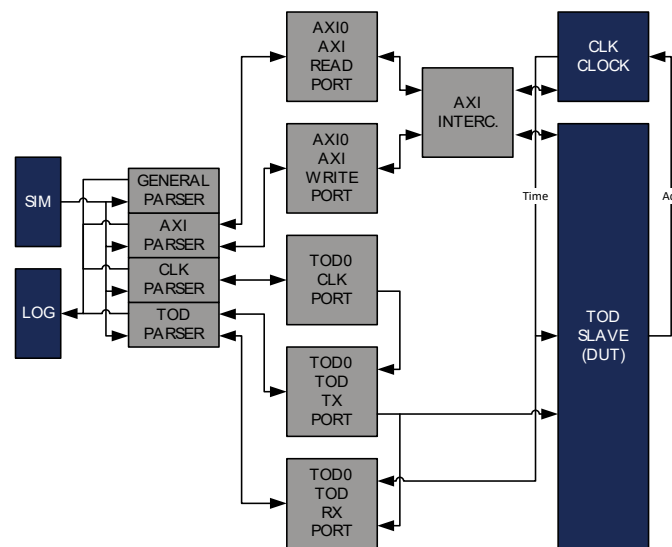 AXI0
AXI
READ
PORT
CLK
CLOCK
AXI
INTERC.
AXI0
AXI
WRITE
PORT
SIM
GENERAL
PARSER
AXI
PARSER
CLK
PARSER
TOD
PARSER
LOG
Time
TOD0
CLK
PORT
TOD
SLAVE
(DUT)
TOD0
TOD
TX
PORT
TOD0
TOD
RX
PORT